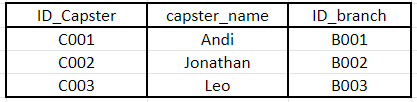 ID_Capster capster_name ID_branch
C001 Andi B001
C002 Jonathan B002
C003 Leo B003